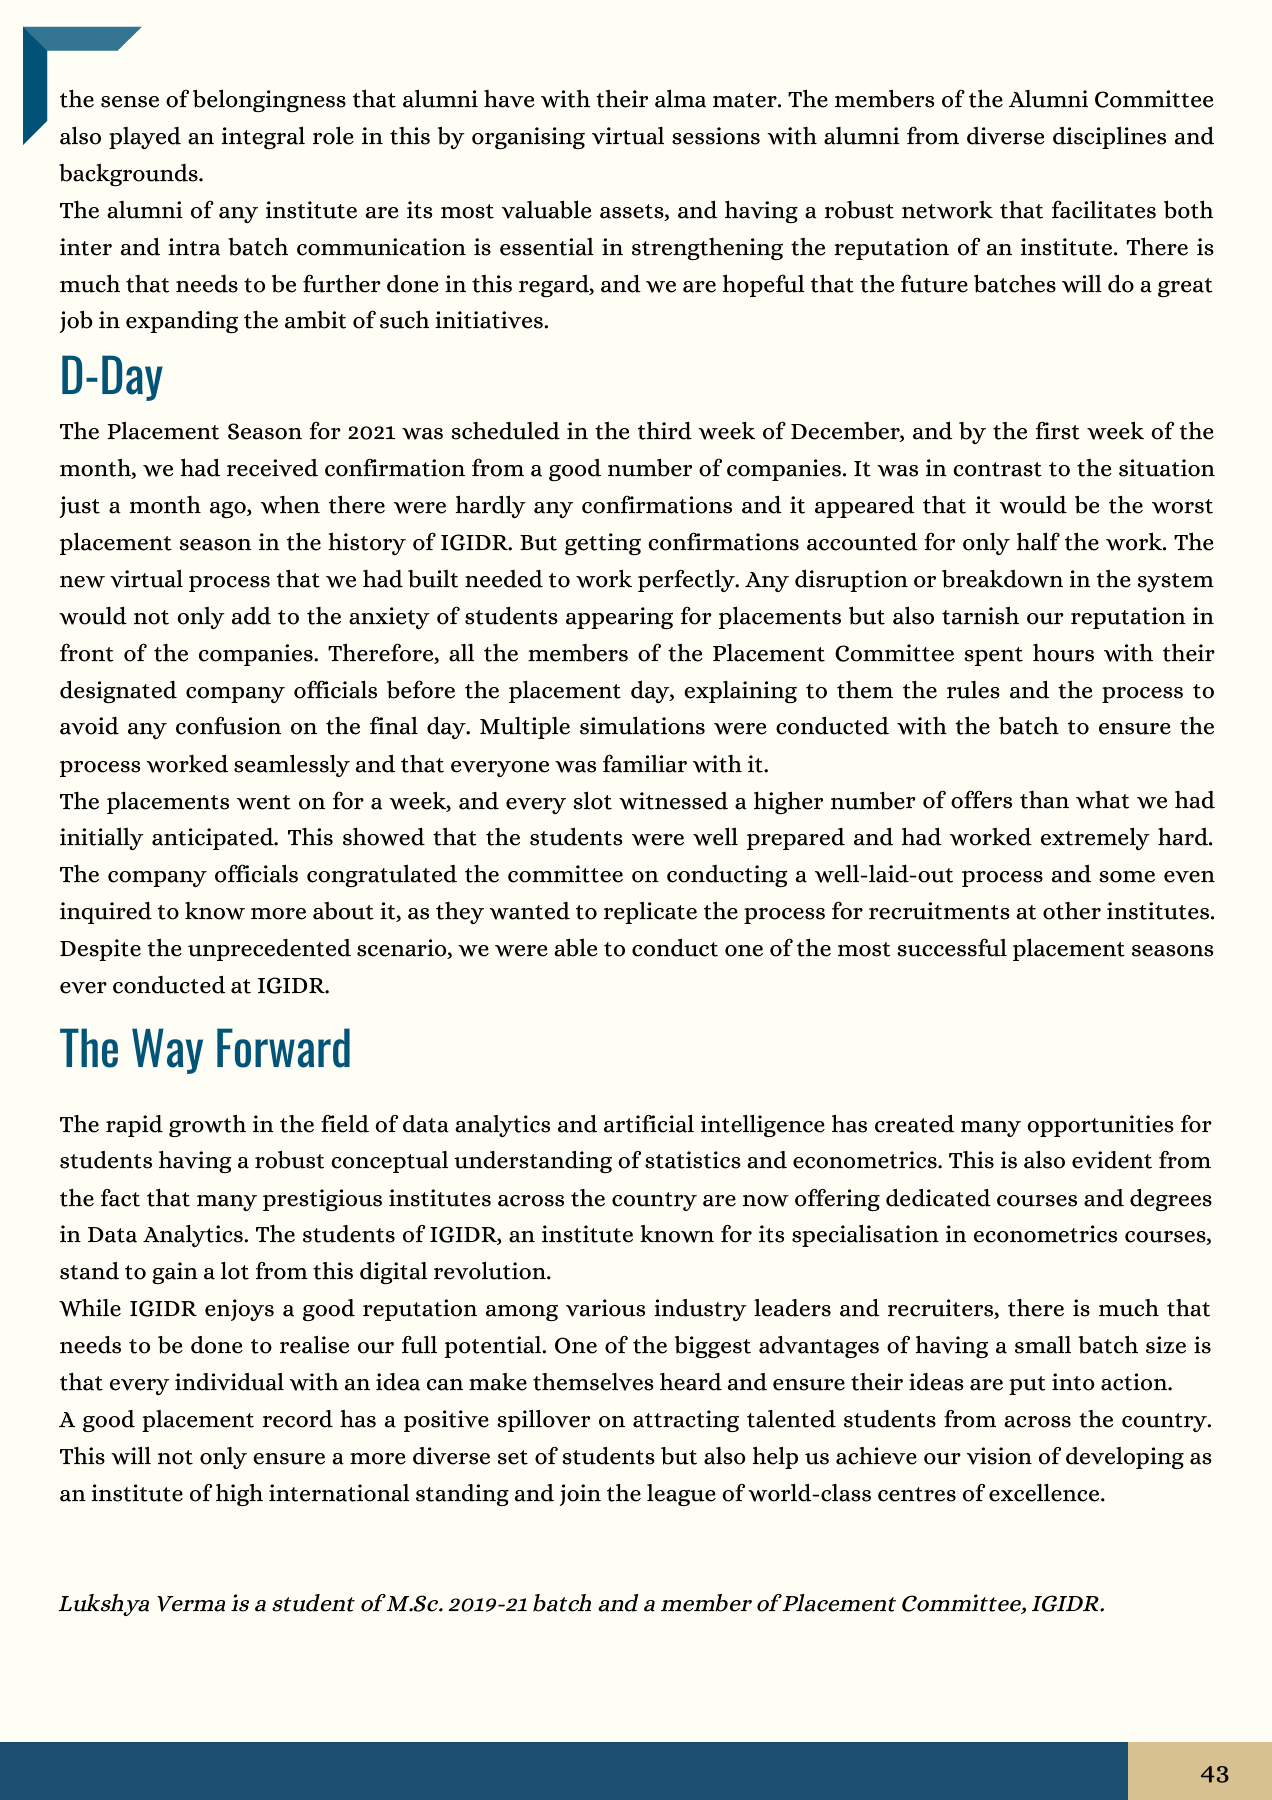 the sense of belongingness that alumni have with their alma mater. The members of the Alumni Committee
also played an integral role in this by organising virtual sessions with alumni from diverse disciplines and
backgrounds.
The alumni of any institute are its most valuable assets, and having a robust network that facilitates both
inter and intra batch communication is essential in strengthening the reputation of an institute. There is
much that needs to be further done in this regard, and we are hopeful that the future batches will do a great
job in expanding the ambit of such initiatives.
D-Day
The Placement Season for 2021 was scheduled in the third week of December, and by the first week of the
month, we had received confirmation from a good number of companies. It was in contrast to the situation
just a month ago, when there were hardly any confirmations and it appeared that it would be the worst
placement season in the history of IGIDR. But getting confirmations accounted for only half the work. The
new virtual process that we had built needed to work perfectly. Any disruption or breakdown in the system
would not only add to the anxiety of students appearing for placements but also tarnish our reputation in
front of the companies. Therefore, all the members of the Placement Committee spent hours with their
designated company officials before the placement day, explaining to them the rules and the process to
avoid any confusion on the final day. Multiple simulations were conducted with the batch to ensure the
process worked seamlessly and that everyone was familiar with it.
The placements went on for a week, and every slot witnessed a higher number of offers than what we had
initially anticipated. This showed that the students were well prepared and had worked extremely hard.
The company officials congratulated the committee on conducting a well-laid-out process and some even
inquired to know more about it, as they wanted to replicate the process for recruitments at other institutes.
Despite the unprecedented scenario, we were able to conduct one of the most successful placement seasons
ever conducted at IGIDR.
The Way Forward
The rapid growth in the field of data analytics and artificial intelligence has created many opportunities for
students having a robust conceptual understanding of statistics and econometrics. This is also evident from
the fact that many prestigious institutes across the country are now offering dedicated courses and degrees
in Data Analytics. The students of IGIDR, an institute known for its specialisation in econometrics courses,
stand to gain a lot from this digital revolution.
While IGIDR enjoys a good reputation among various industry leaders and recruiters, there is much that
needs to be done to realise our full potential. One of the biggest advantages of having a small batch size is
that every individual with an idea can make themselves heard and ensure their ideas are put into action.
A good placement record has a positive spillover on attracting talented students from across the country.
This will not only ensure a more diverse set of students but also help us achieve our vision of developing as
an institute of high international standing and join the league of world-class centres of excellence.
Lukshya Verma is a student of M.Sc. 2019-21 batch and a member of Placement Committee, IGIDR.
43